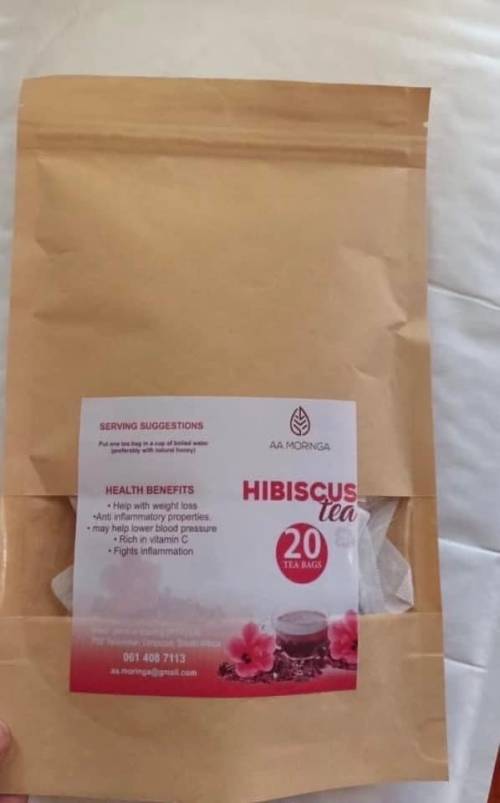 SERVING SUGGESTIONS
Put one tea bag in a cup of boiled water
(preferably with natural honey)
HEALTH BENEFITS
• Help with weight loss
•Anti inflammatory properties.
• may help lower blood pressure
• Rich in vitamin C
• Fights inflammation
061 408 7113
aa.moringa@gmail.com
AA MORINGA
HIBISCUS
tea
20
TEA BAGS